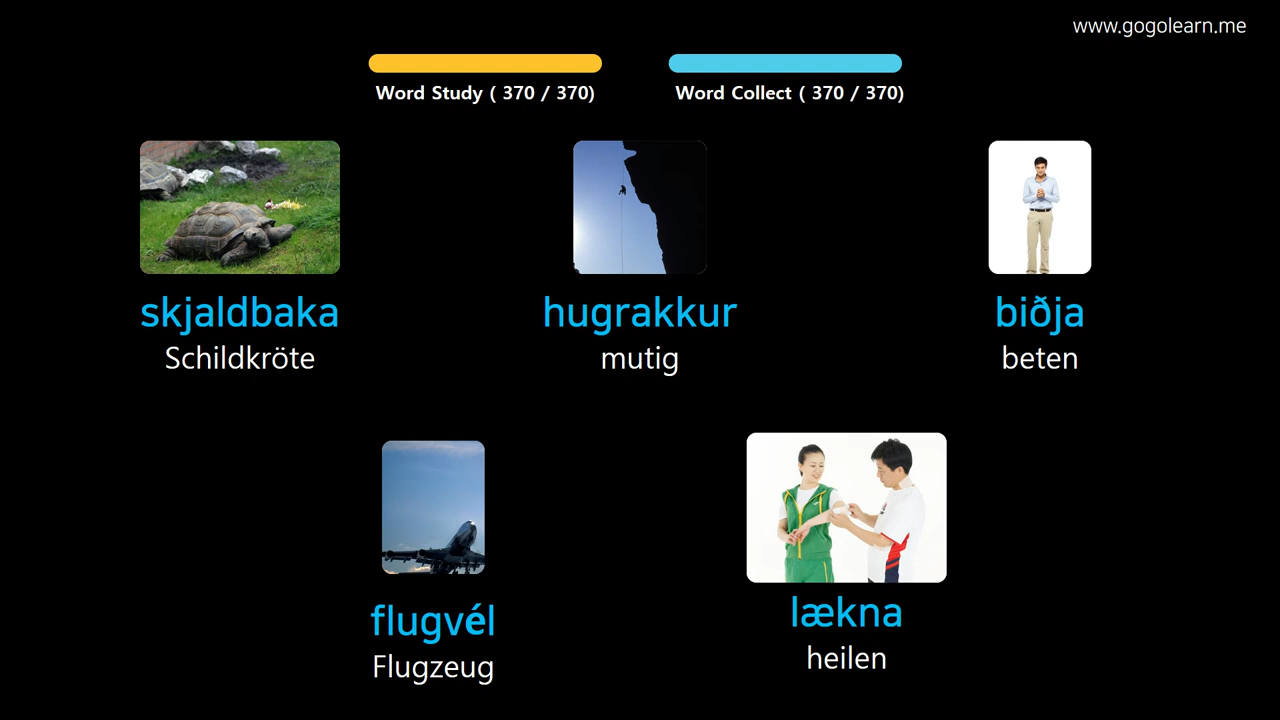 www.gogolearn.me
Word Study ( 370 / 370)
Word Collect ( 370 / 370)
skjaldbaka
Schildkröte
hugrakkur
mutig
biðja
beten
flugvél
Flugzeug
lækna
heilen